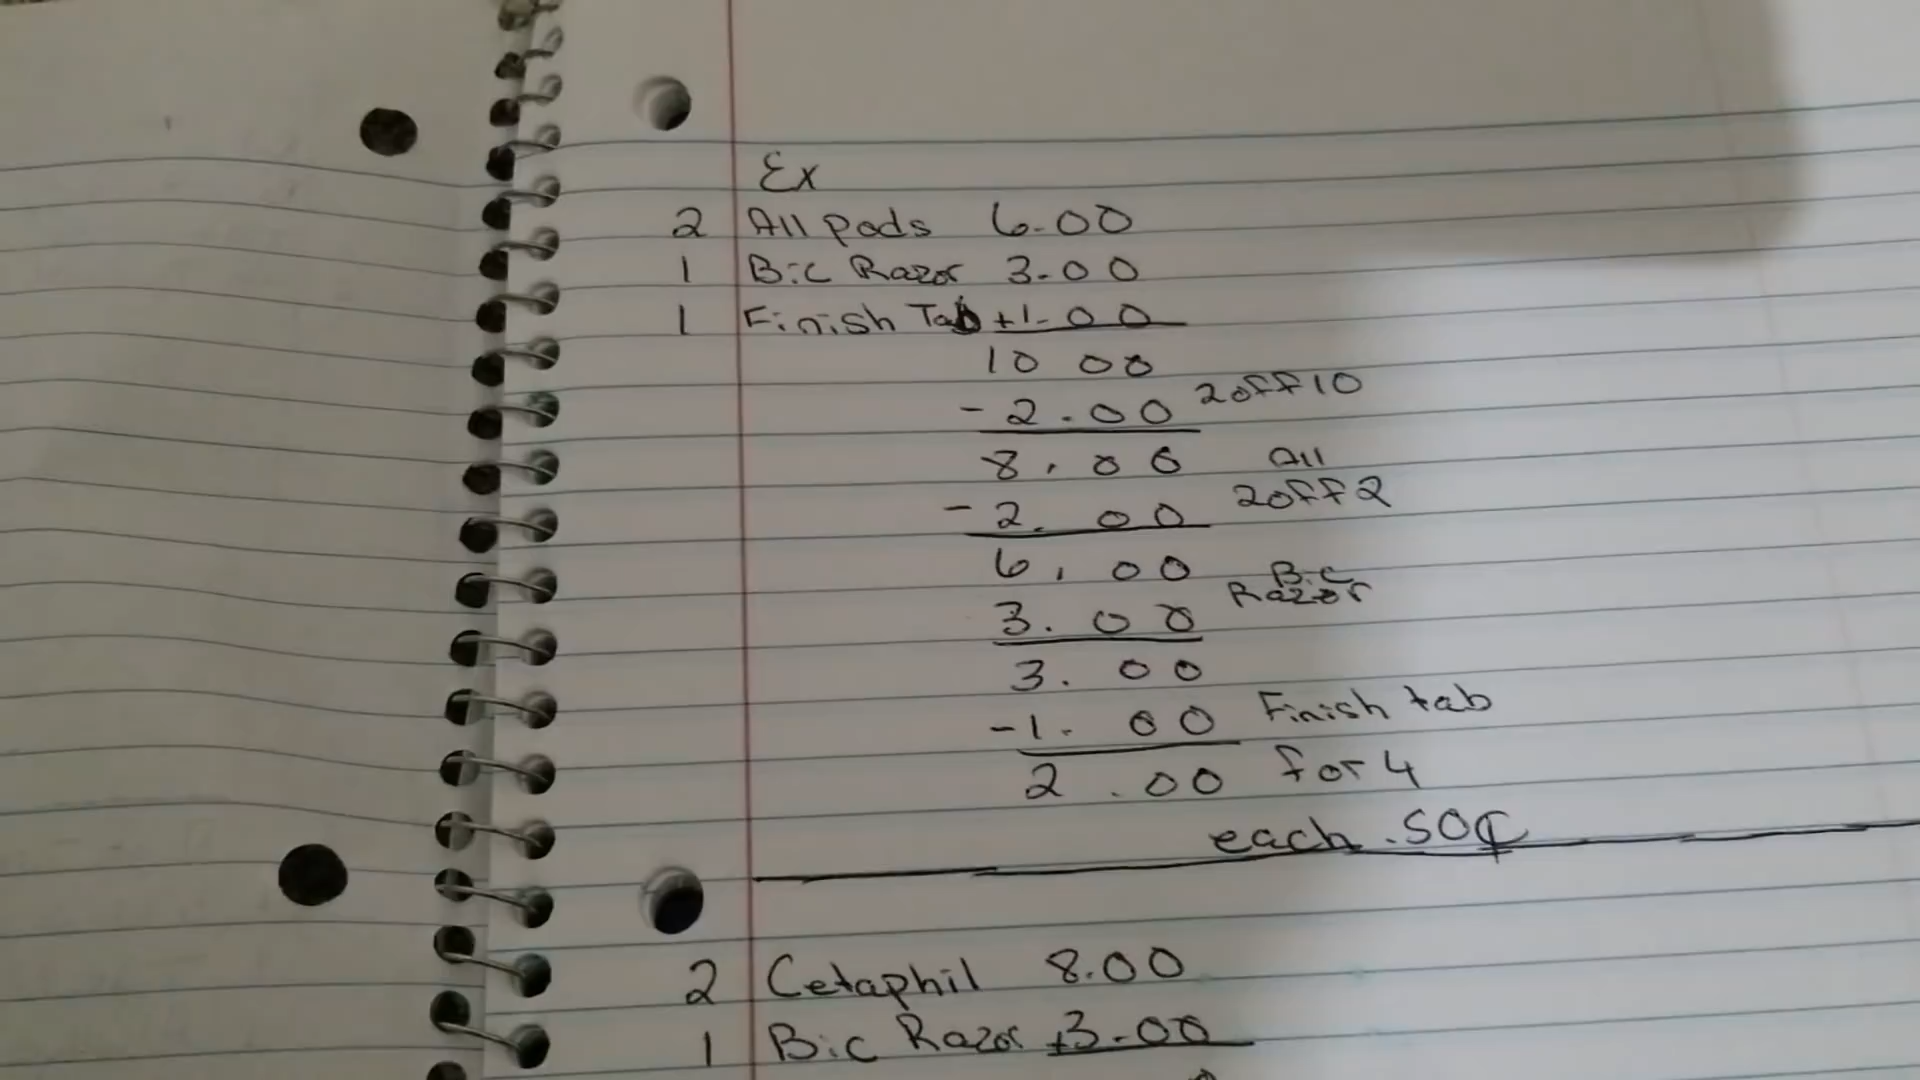 Ex
2 All pods 6.00
1 Bic Razor 3.00
1 Finish Tab +1.00
10 00
-2.00 2off10
8.00 All
-2.00 2off2
6.00 Bic
3.00 Razor
3.00
-1.00 Finish tab
2.00 for 4
each .50¢
2 Cetaphil 8.00
1 Bic Razor +3.00